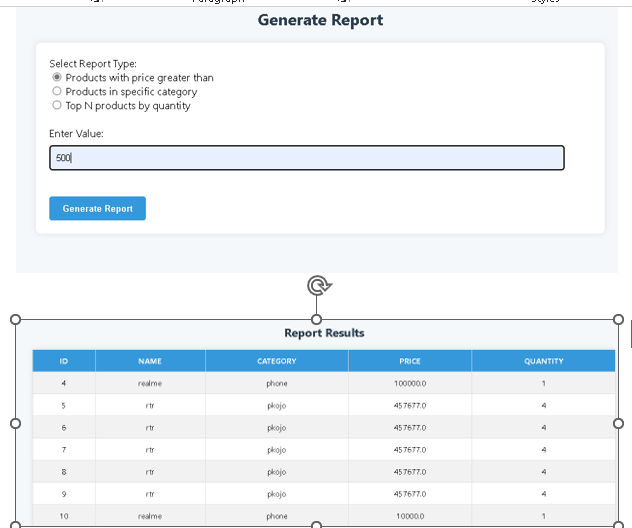 Generate Report
Select Report Type:
Products with price greater than
Products in specific category
Top N products by quantity
Enter Value:
500
Generate Report
Report Results
ID NAME CATEGORY PRICE QUANTITY
4 realme phone 100000.0 1
5 rtr pkojo 457677.0 4
6 rtr pkojo 457677.0 4
7 rtr pkojo 457677.0 4
8 rtr pkojo 457677.0 4
9 rtr pkojo 457677.0 4
10 realme phone 10000.0 1